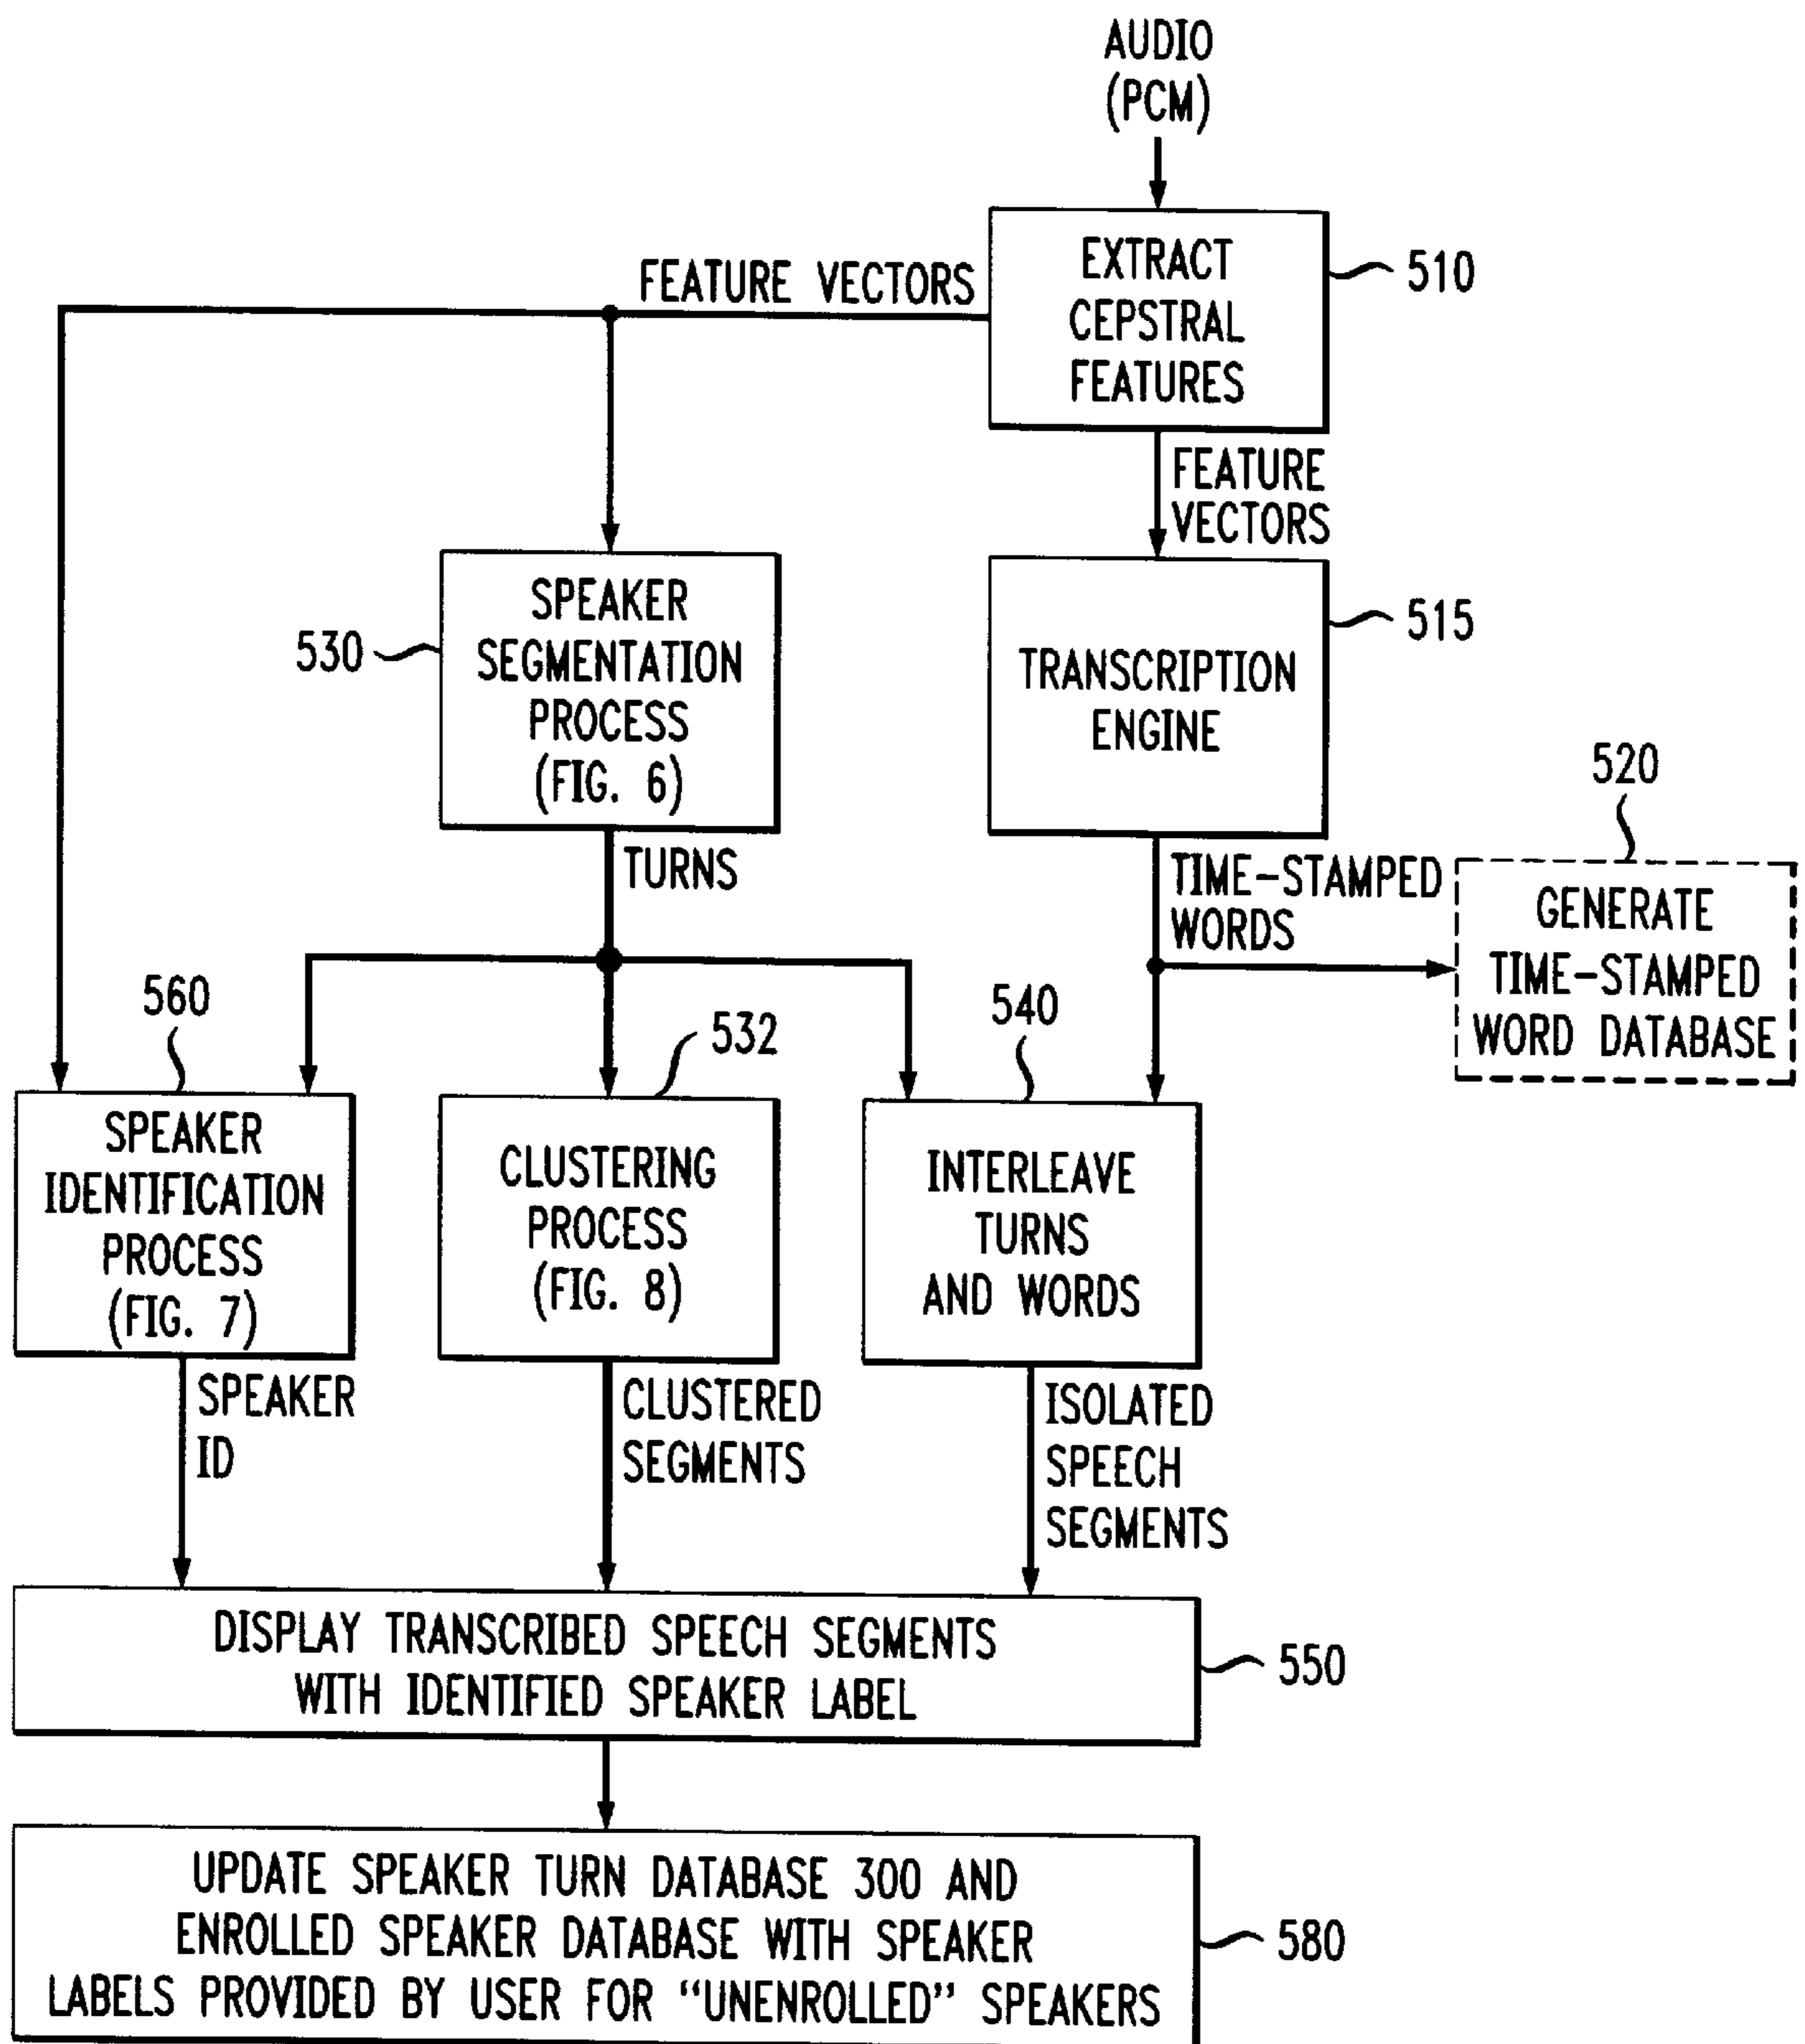 AUDIO
(PCM)
EXTRACT
CEPSTRAL
FEATURES
510
FEATURE VECTORS
FEATURE
VECTORS
SPEAKER
SEGMENTATION
PROCESS
(FIG. 6)
530
TRANSCRIPTION
ENGINE
515
TURNS
TIME-STAMPED
WORDS
520
GENERATE
TIME-STAMPED
WORD DATABASE
560
SPEAKER
IDENTIFICATION
PROCESS
(FIG. 7)
532
CLUSTERING
PROCESS
(FIG. 8)
540
INTERLEAVE
TURNS
AND WORDS
SPEAKER
ID
CLUSTERED
SEGMENTS
ISOLATED
SPEECH
SEGMENTS
DISPLAY TRANSCRIBED SPEECH SEGMENTS
WITH IDENTIFIED SPEAKER LABEL
550
UPDATE SPEAKER TURN DATABASE 300 AND
ENROLLED SPEAKER DATABASE WITH SPEAKER
LABELS PROVIDED BY USER FOR “UNENROLLED” SPEAKERS
580